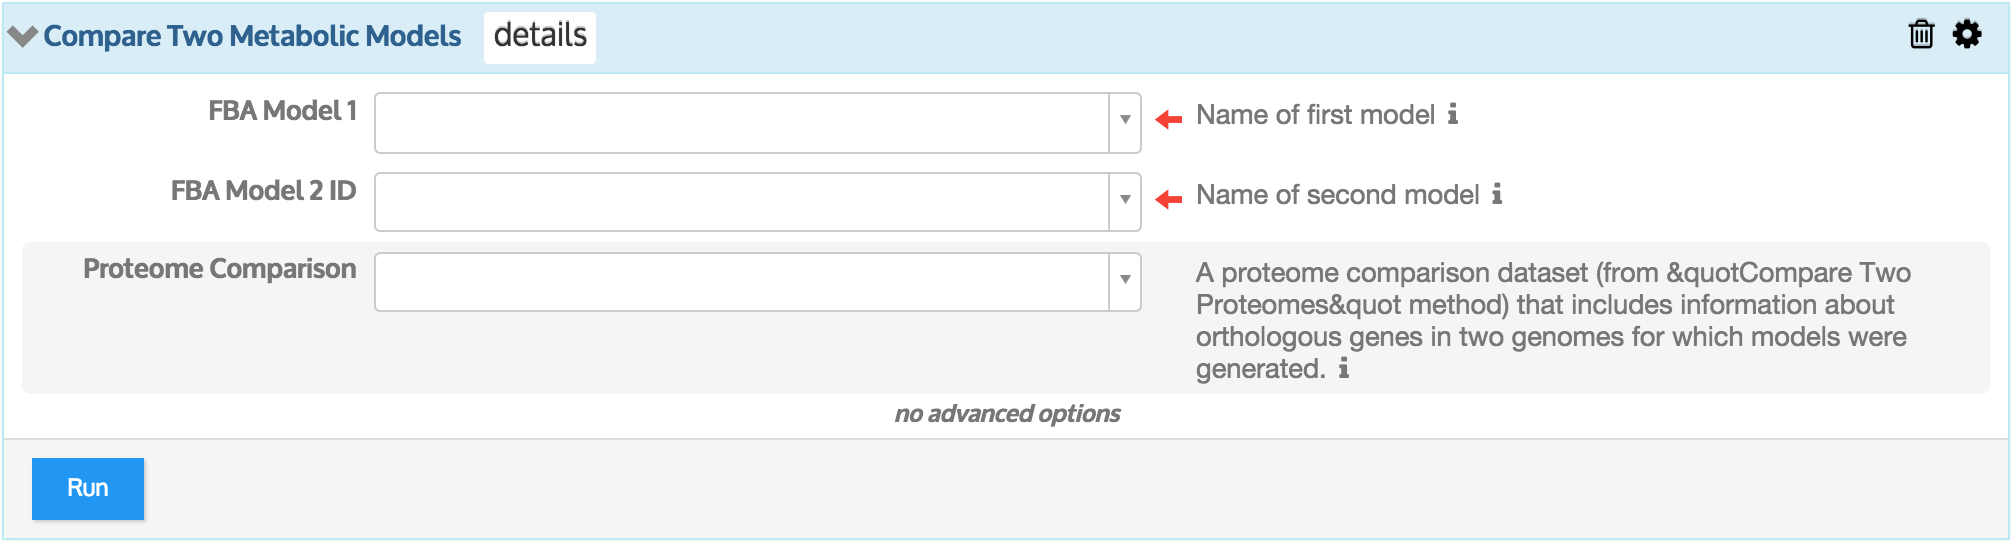 Compare Two Metabolic Models details
FBA Model 1
Name of first model
FBA Model 2 ID
Name of second model
Proteome Comparison
A proteome comparison dataset (from &quotCompare Two
Proteomes&quot method) that includes information about
orthologous genes in two genomes for which models were
generated.
no advanced options
Run